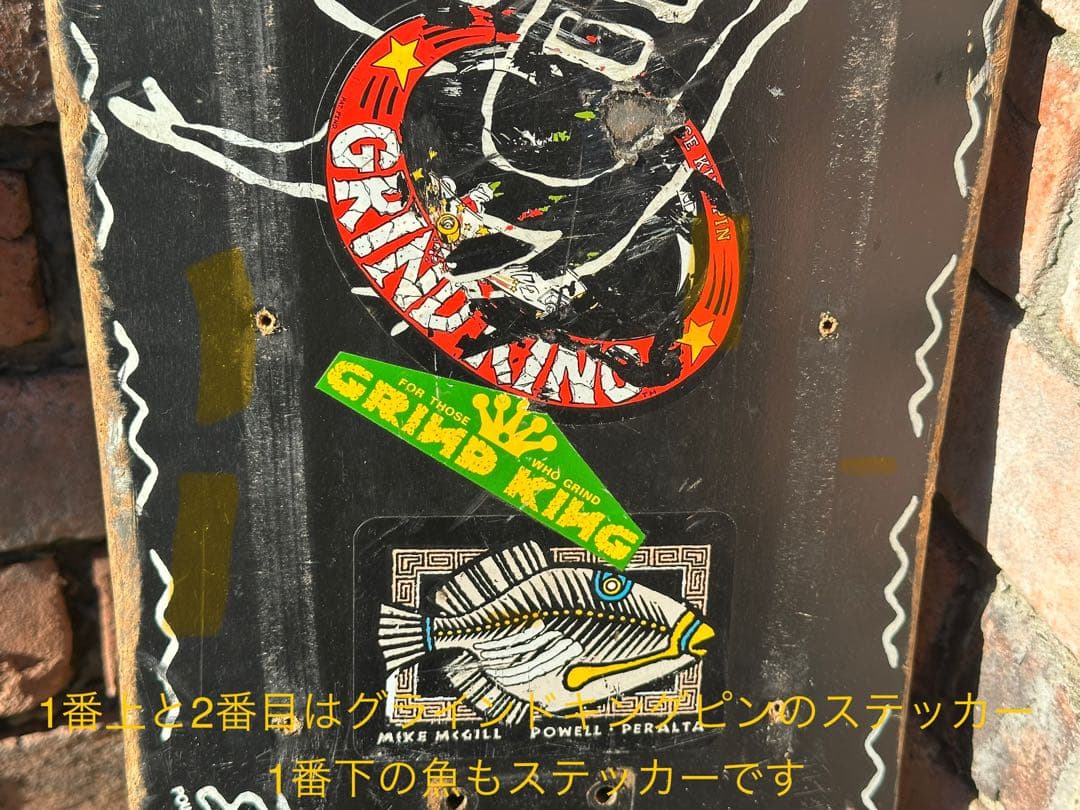 GRIND KING
TM
FOR THOSE
WHO GRIND
GRIND KING
MIKE MCGILL POWELL · PERALTA
1番上と2番目はグラインドキングピンのステッカー
1番下の魚もステッカーです